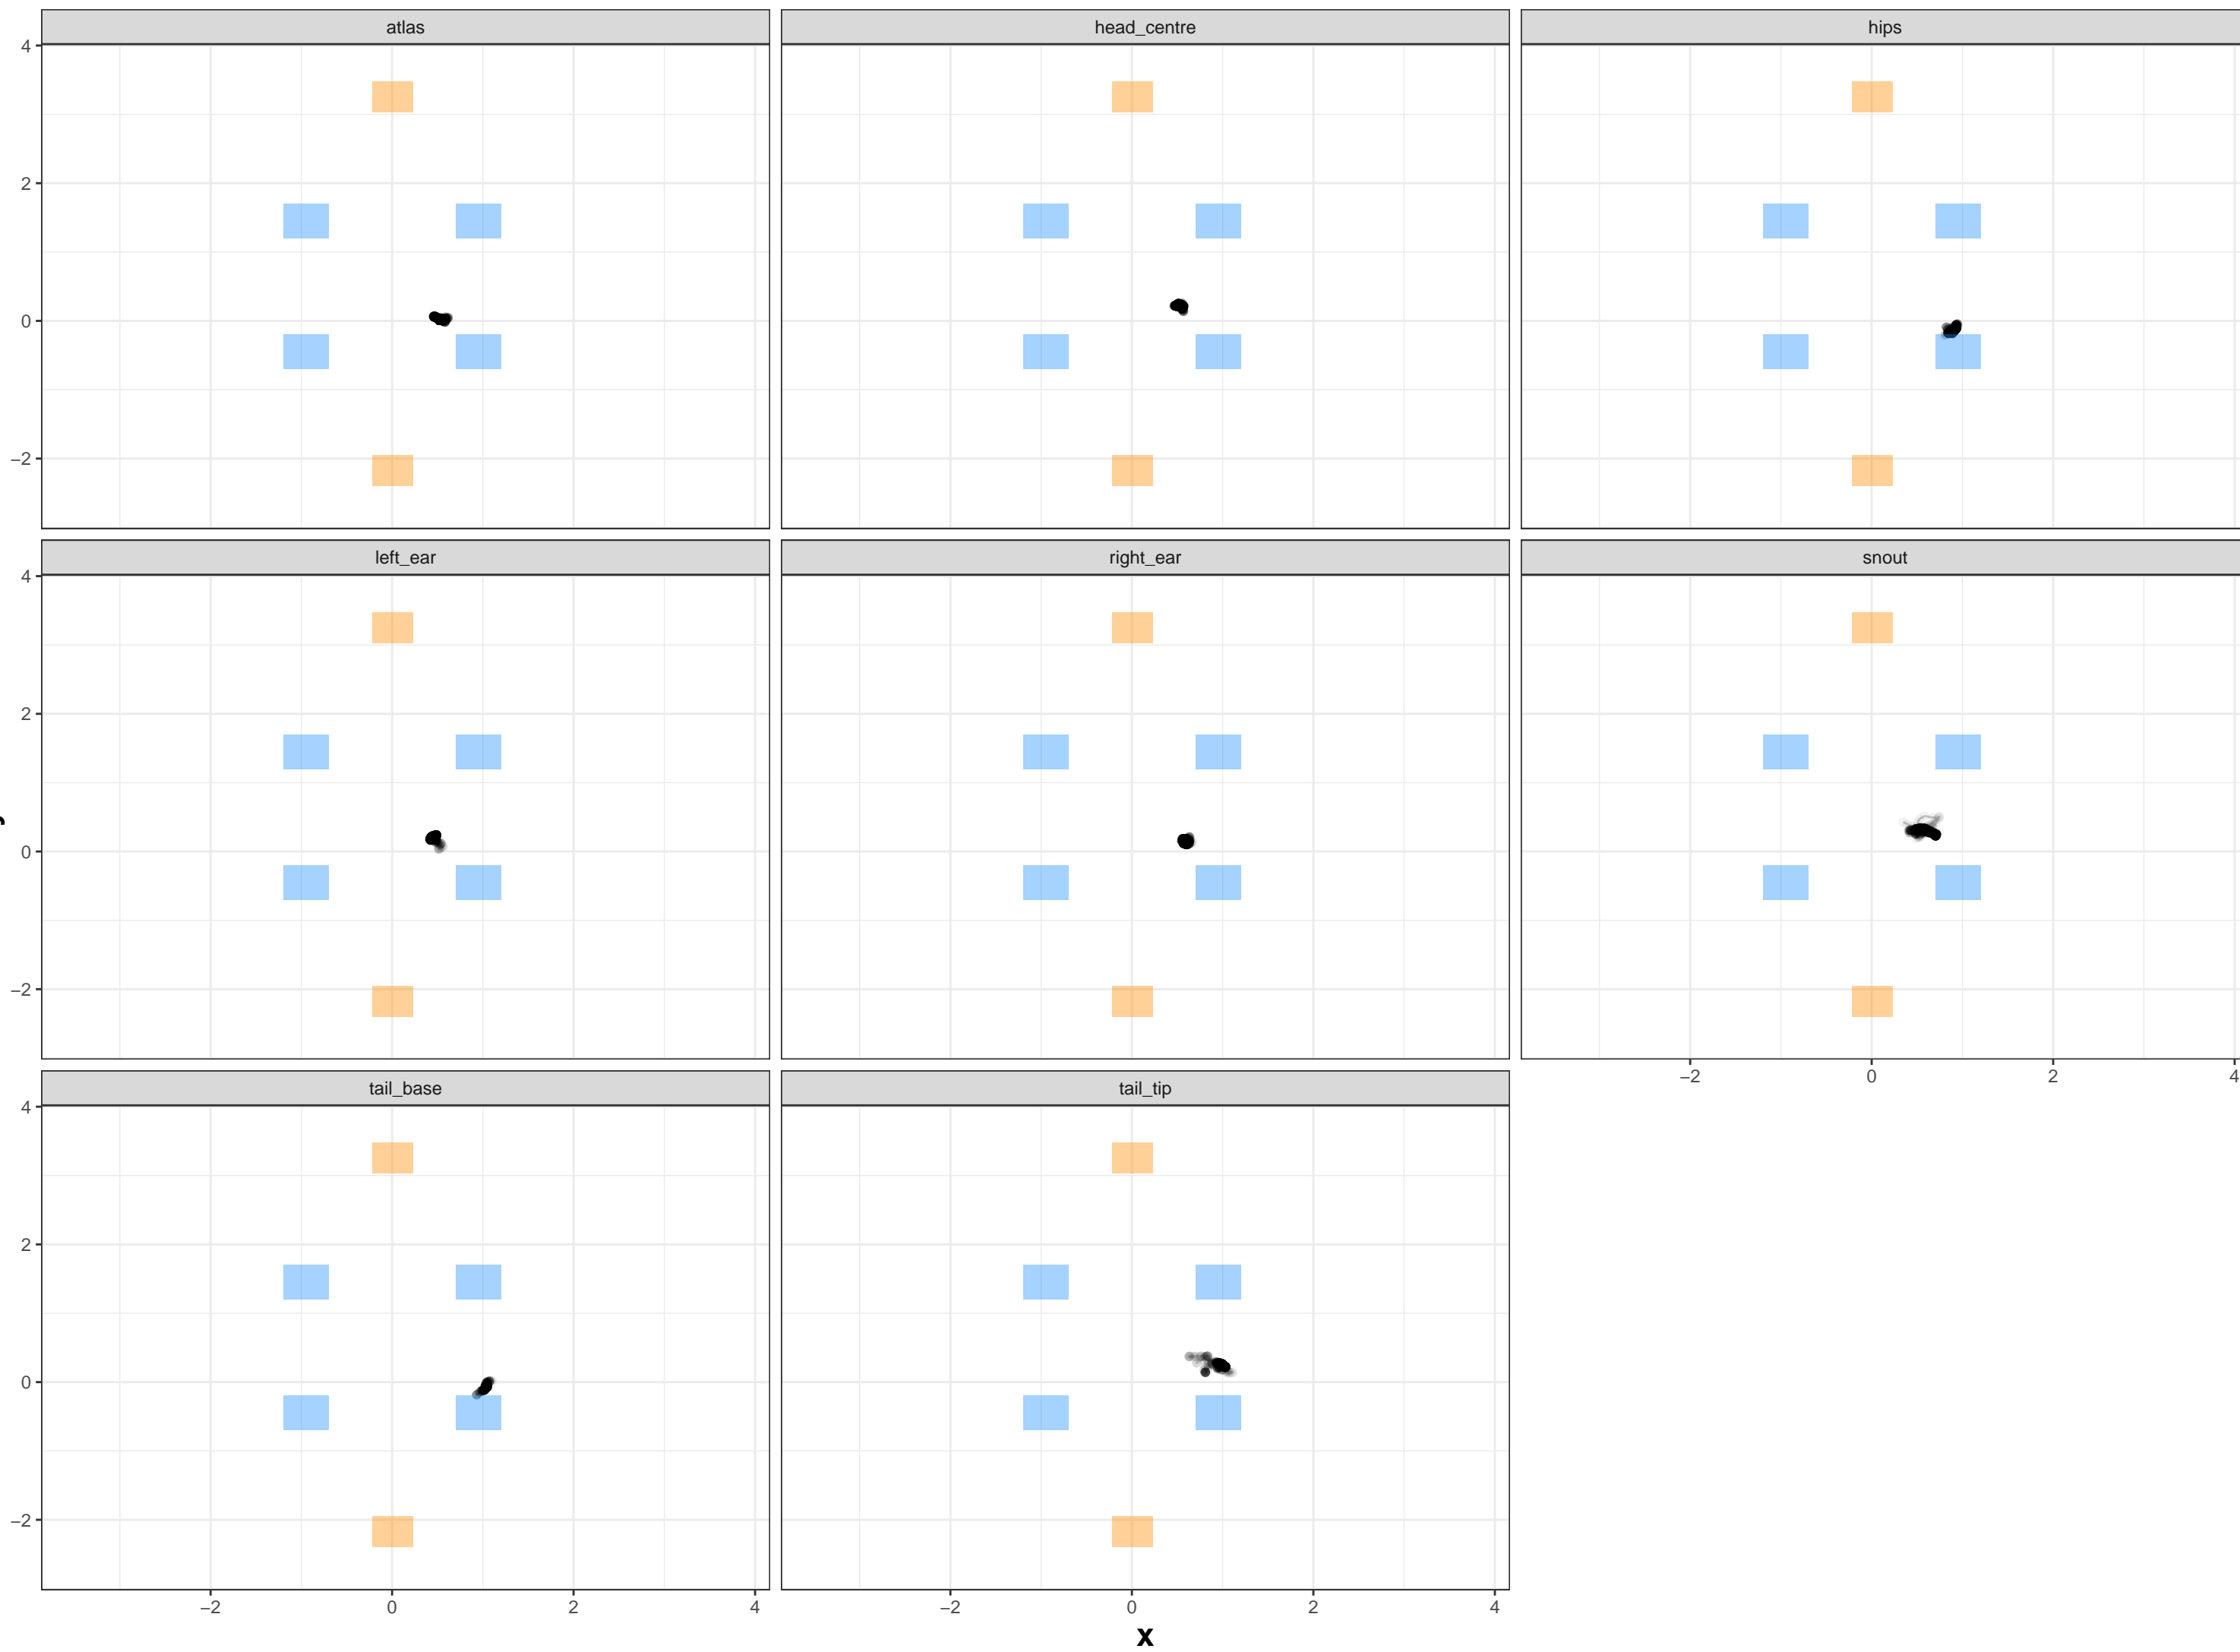 atlas head_centre hips
4
2
0
−2
left_ear right_ear snout
4
2
0
−2
−2 0 2 4
tail_base tail_tip
4
2
0
−2
−2 0 2 4 −2 0 2 4
x